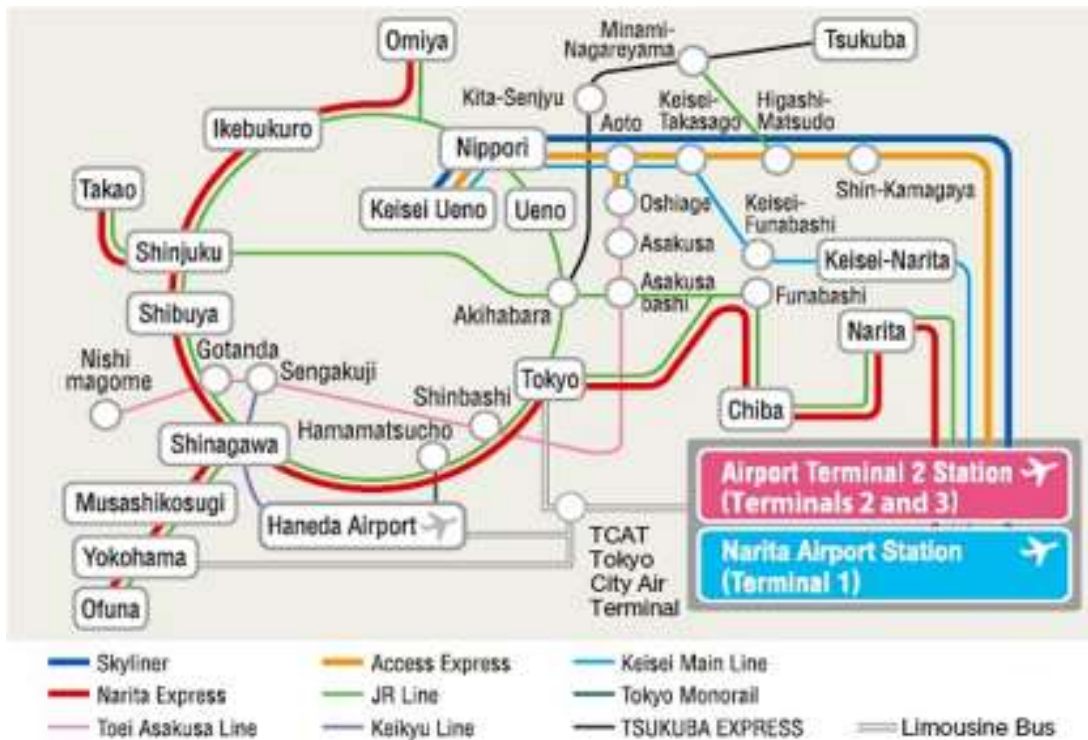 Omiya
Minami-
Nagareyama
Tsukuba
Kita-Senjyu
Keisei-
Takasago
Higashi-
Matsudo
Ikebukuro
Aoto
Nippori
Takao
Keisei Ueno
Ueno
Oshiage
Shin-Kamagaya
Keisei-
Funabashi
Shinjuku
Asakusa
Keisei-Narita
Shibuya
Akihabara
Asakusa
bashi
Funabashi
Narita
Nishi
magome
Gotanda
Sengakuji
Tokyo
Shinbashi
Chiba
Shinagawa
Hamamatsucho
Airport Terminal 2 Station
(Terminals 2 and 3)
Musashikosugi
Haneda Airport
Yokohama
TCAT
Tokyo
City Air
Terminal
Narita Airport Station
(Terminal 1)
Ofuna
Skyliner
Access Express
Keisei Main Line
Narita Express
JR Line
Tokyo Monorail
Toei Asakusa Line
Keikyu Line
TSUKUBA EXPRESS
Limousine Bus